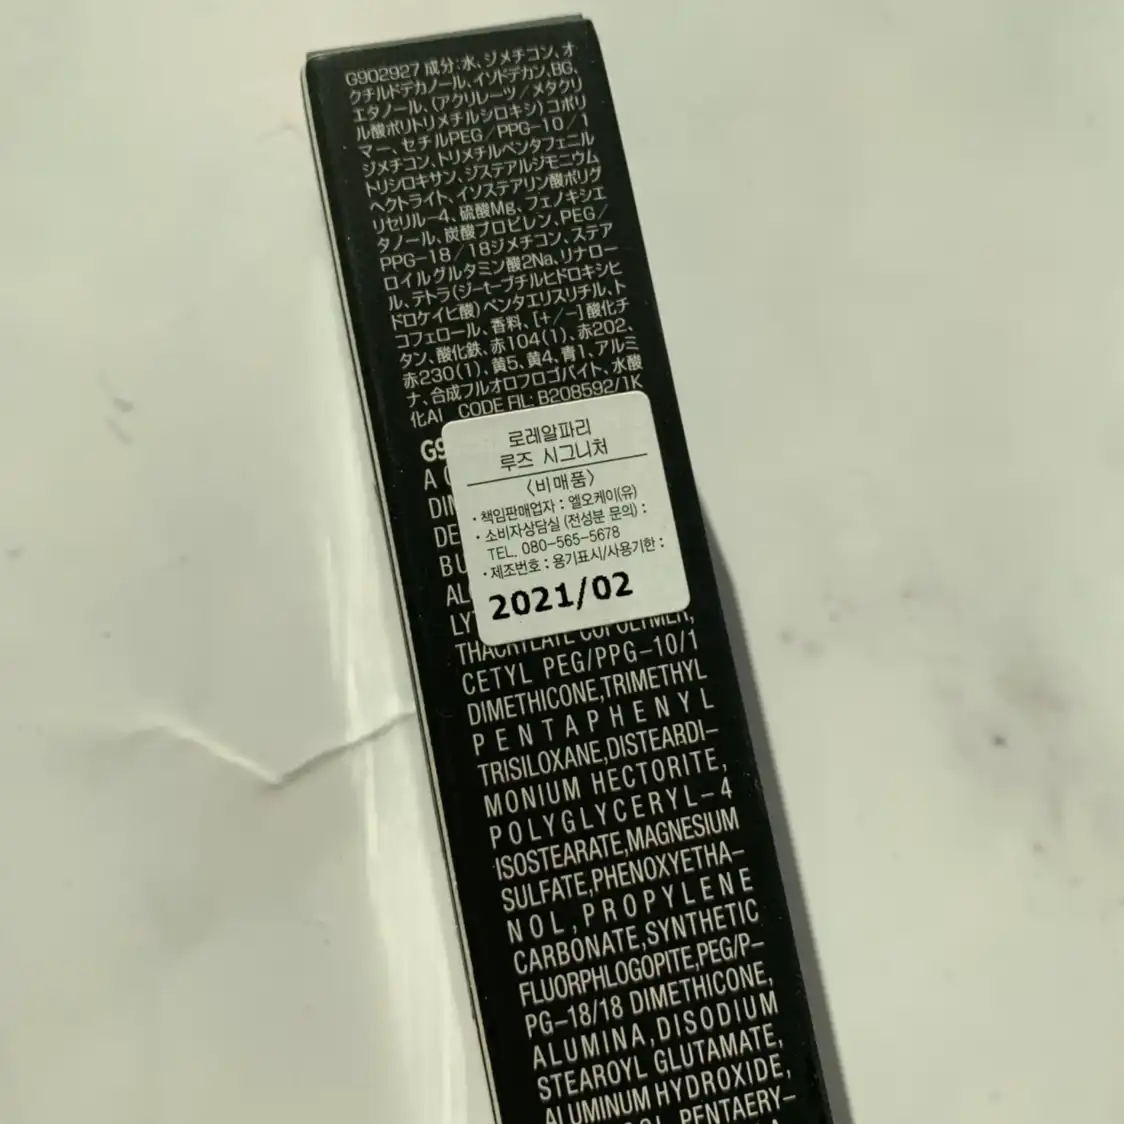 G902927 成分:水、ジメチコン、オ
クチルドデカノール、イソドデカン、BG、
エタノール、(アクリレーツ/メタクリ
ル酸ポリトリメチルシロキシ)コポリ
マー、セチルPEG/PPG-10/1
ジメチコン、トリメチルペンタフェニル
トリシロキサン、ジステアルジモニウム
ヘクトライト、イソステアリン酸ポリグ
リセリル-4、硫酸Mg、フェノキシエ
タノール、炭酸プロピレン、PEG/
PPG-18/18ジメチコン、ステア
ロイルグルタミン酸2Na、リナロー
ル、テトラ(ジ-t-ブチルヒドロキシヒ
ドロケイヒ酸)ペンタエリスリチル、ト
コフェロール、香料、[+/-]酸化チ
タン、酸化鉄、赤104(1)、赤202、
赤230(1)、黄5、黄4、青1、アルミ
ナ、合成フルオロフロゴパイト、水酸
化Al CODE FIL: B208592/1K
로레알파리
루즈 시그니처
<비매품>
·책임판매업자 : 엘오케이(유)
·소비자상담실 (전성분 문의) :
TEL. 080-565-5678
·제조번호 : 용기표시/사용기한 :
2021/02
G9
A
DIM
DE
BU
AL
LY
THACRYLATE COPOLYMER,
CETYL PEG/PPG-10/1
DIMETHICONE,TRIMETHYL
PENTAPHENYL
TRISILOXANE,DISTEARDI-
MONIUM HECTORITE,
POLYGLYCERYL-4
ISOSTEARATE,MAGNESIUM
SULFATE,PHENOXYETHA-
NOL,PROPYLENE
CARBONATE,SYNTHETIC
FLUORPHLOGOPITE,PEG/P-
PG-18/18 DIMETHICONE,
ALUMINA,DISODIUM
STEAROYL GLUTAMATE,
ALUMINUM HYDROXIDE,
PENTAERY-